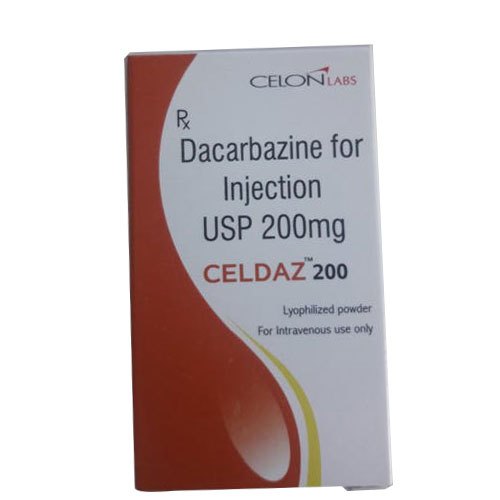 CELON LABS
Rx
Dacarbazine for
Injection
USP 200mg
CELDAZ™ 200
Lyophilized powder
For Intravenous use only